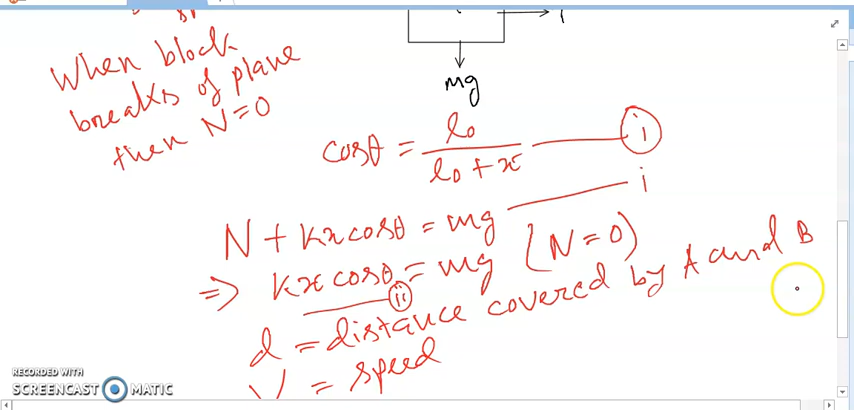 When block
breaks of plane
then N=0
mg
cosθ = l₀ / (l₀ + x) — i
N + kx cosθ = mg — i
⇒ kx cosθ = mg (N = 0)
ii
d = distance covered by A and B
V = speed
RECORDED WITH
SCREENCAST MATIC